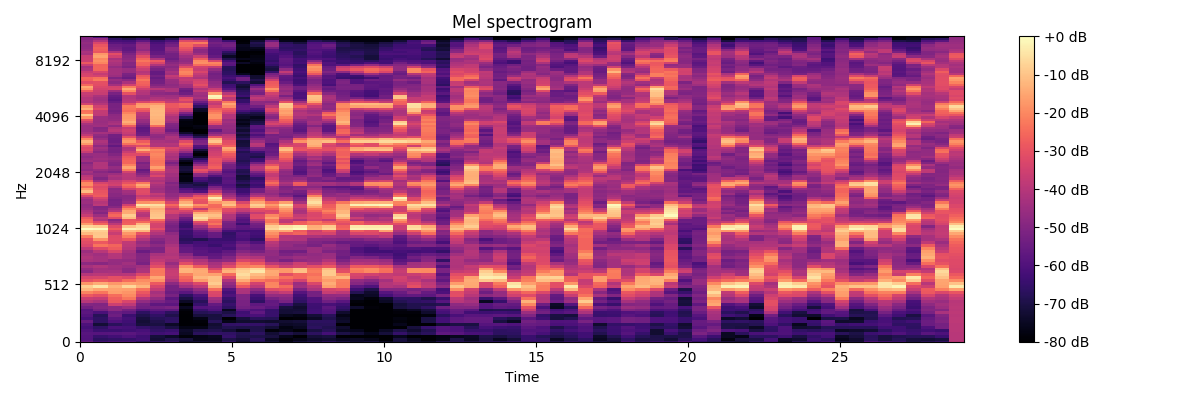 Mel spectrogram
+0 dB
8192
-10 dB
4096
-20 dB
-30 dB
2048
-40 dB
Hz
1024
-50 dB
-60 dB
512
-70 dB
0
-80 dB
0 5 10 15 20 25
Time